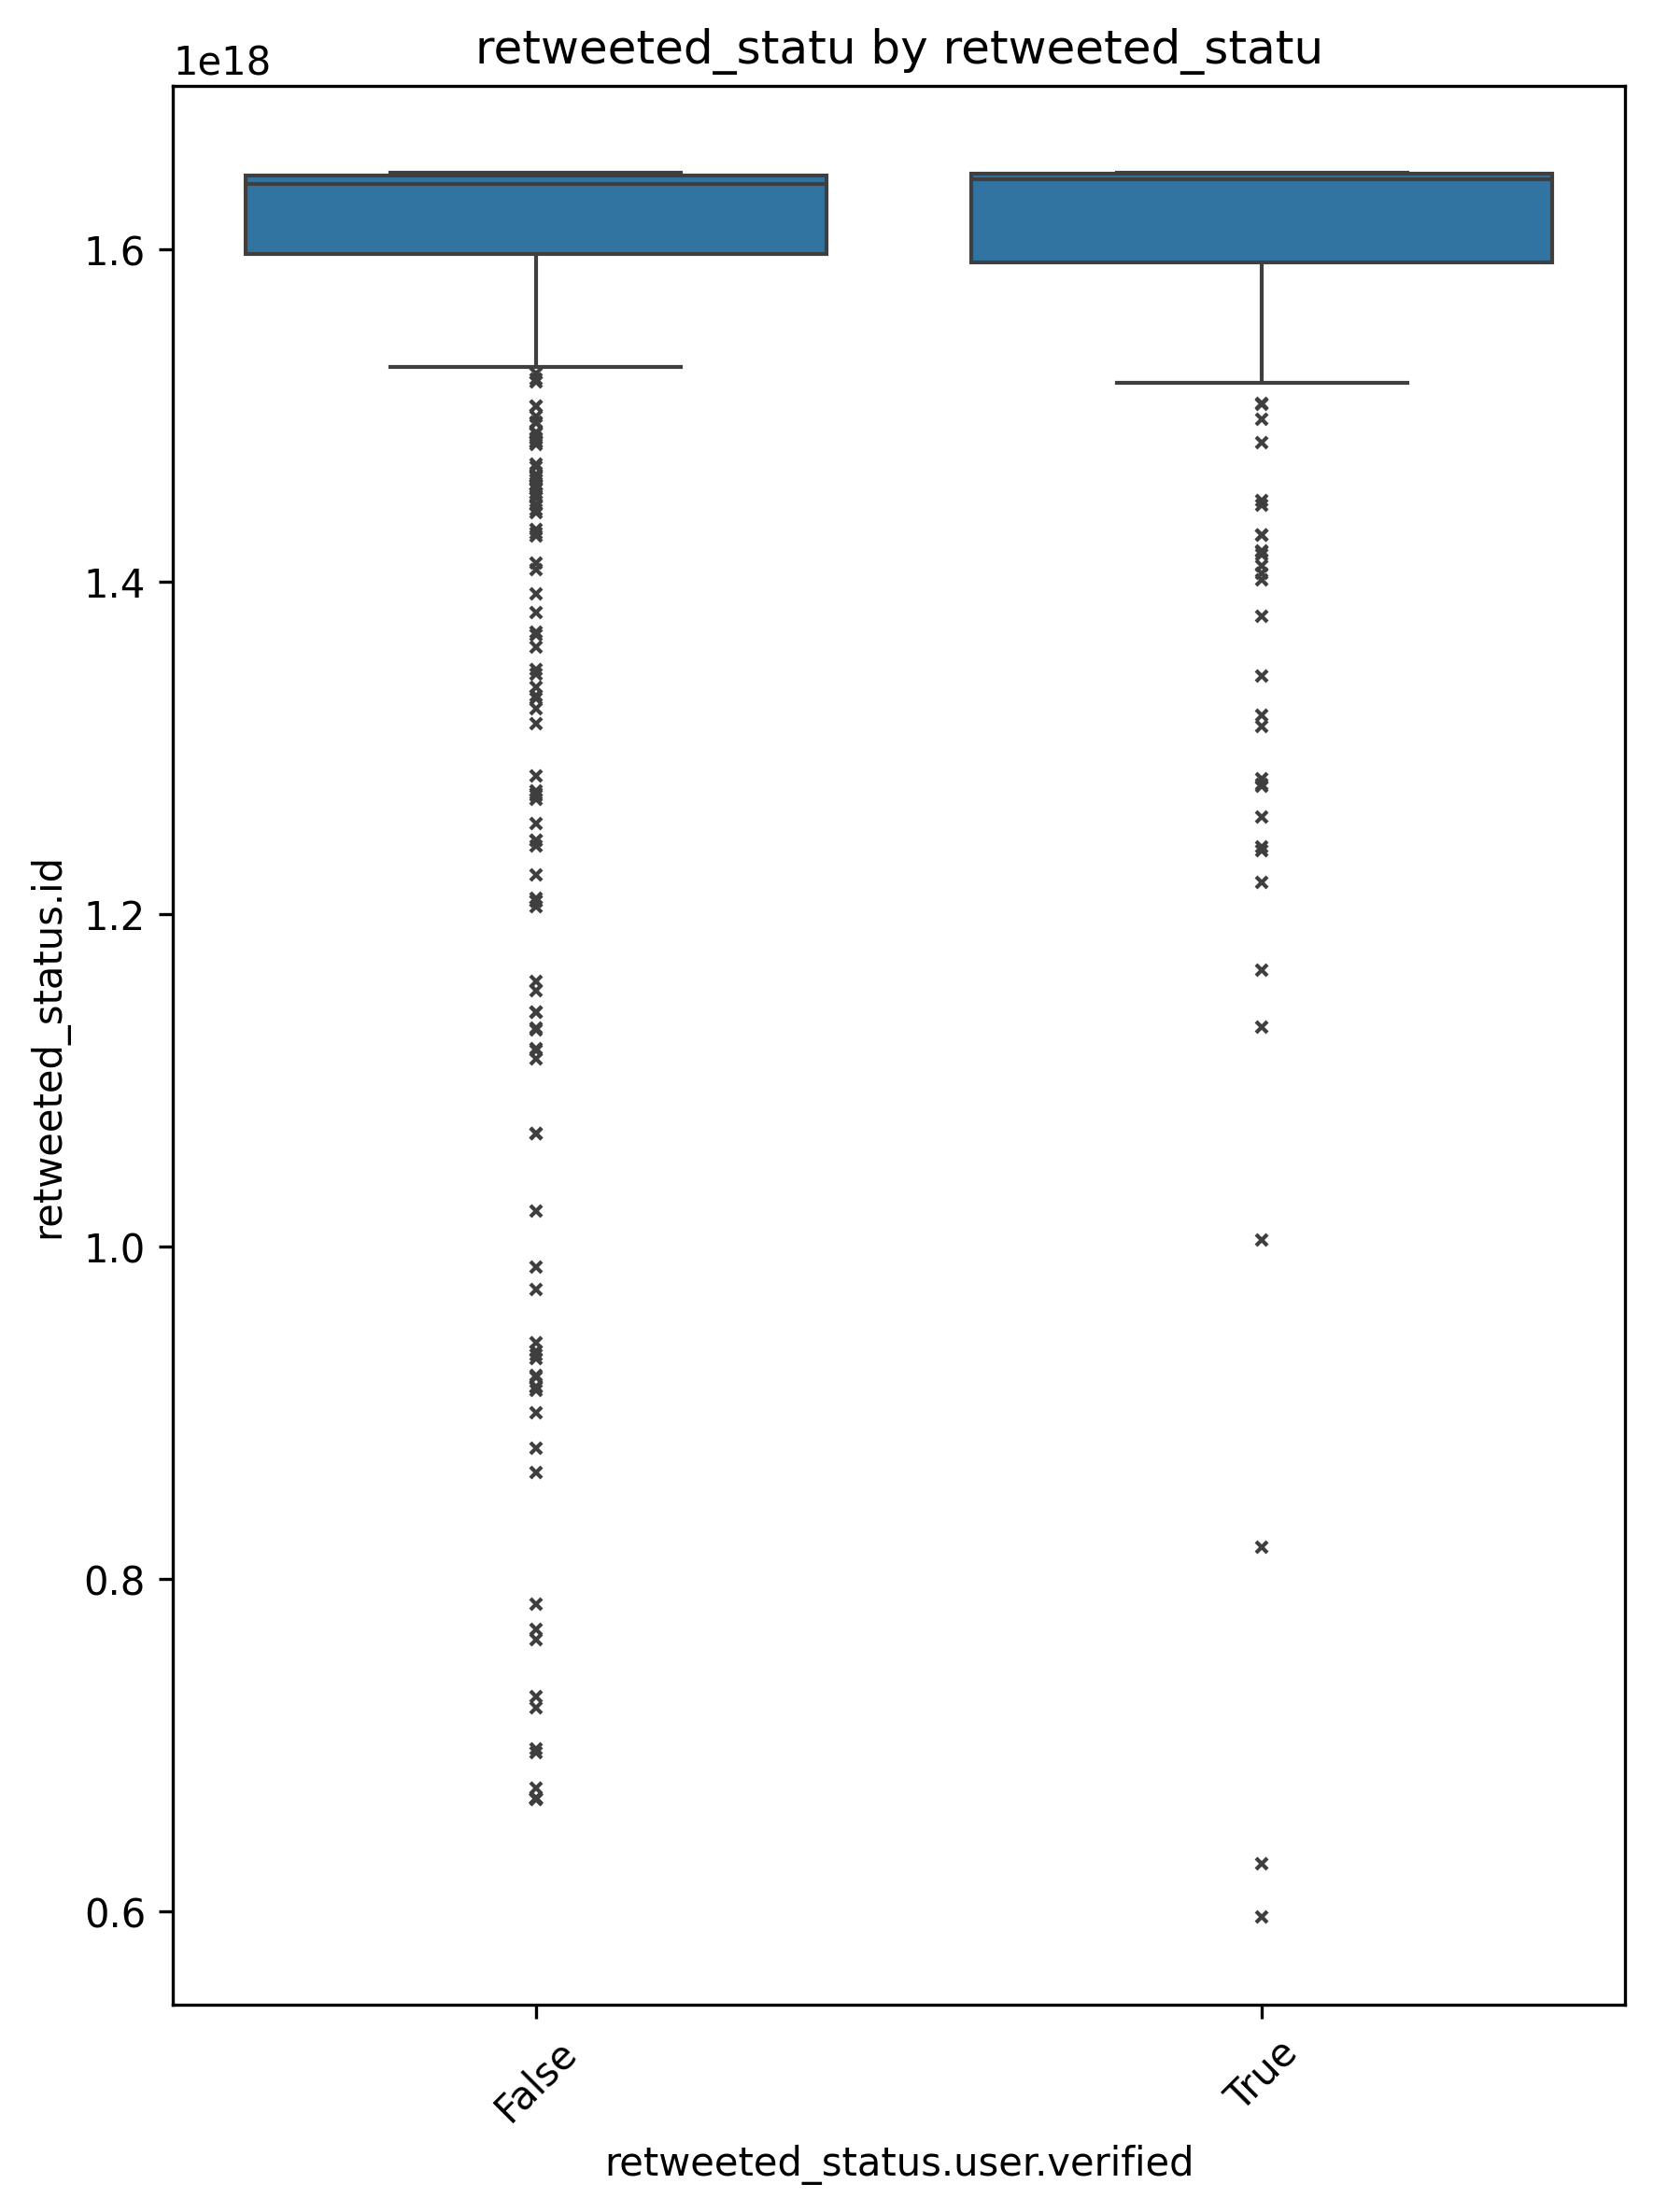 retweeted_statu by retweeted_statu
1e18
1.6
1.4
1.2
1.0
0.8
0.6
retweeted_status.id
False
True
retweeted_status.user.verified